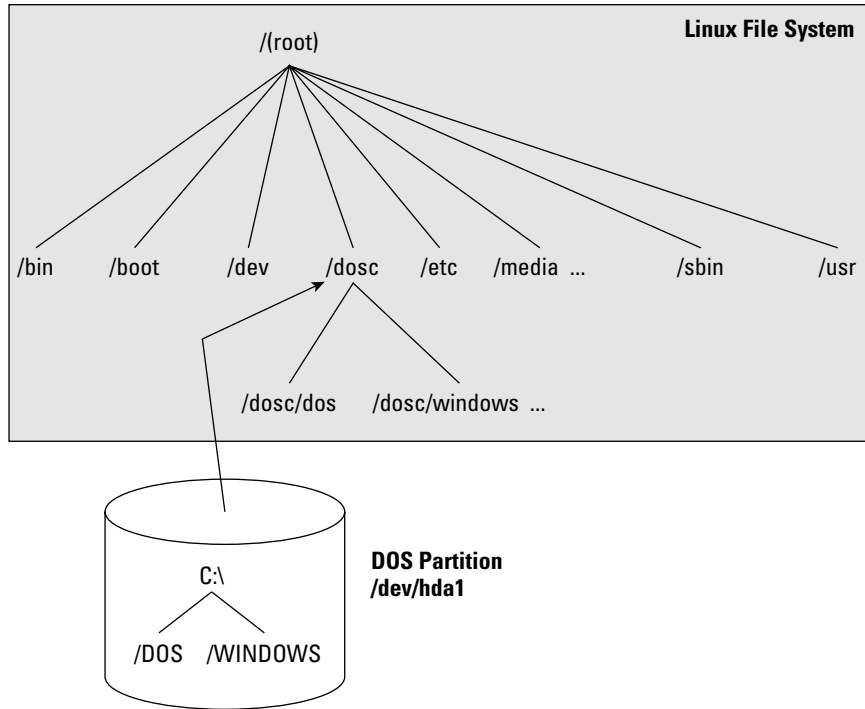 Linux File System
/(root)
/bin /boot /dev /dosc /etc /media ... /sbin /usr
/dosc/dos /dosc/windows ...
DOS Partition
/dev/hda1
C:\
/DOS /WINDOWS